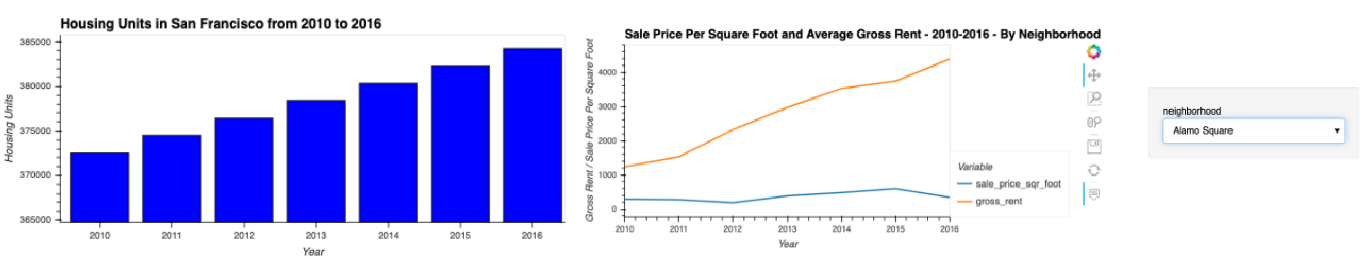 Housing Units in San Francisco from 2010 to 2016
385000
380000
375000
370000
365000
Housing Units
2010 2011 2012 2013 2014 2015 2016
Year
Sale Price Per Square Foot and Average Gross Rent - 2010-2016 - By Neighborhood
4000
3000
2000
1000
0
Gross Rent / Sale Price Per Square Foot
2010 2011 2012 2013 2014 2015 2016
Year
Variable
sale_price_sqr_foot
gross_rent
neighborhood
Alamo Square